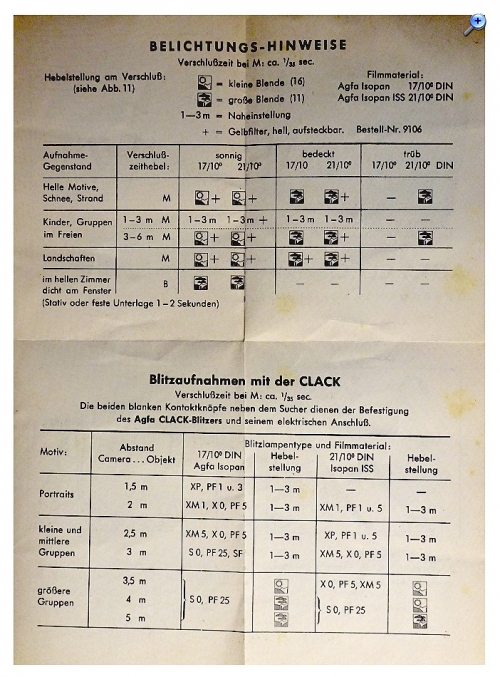 BELICHTUNGS-HINWEISE
Verschlußzeit bei M: ca. 1/35 sec.
Hebelstellung am Verschluß:
(siehe Abb. 11)
= kleine Blende (16)
= große Blende (11)
1—3 m = Naheinstellung
+ = Gelbfilter, hell, aufsteckbar. Bestell-Nr. 9106
Filmmaterial:
Agfa Isopan 17/10° DIN
Agfa Isopan ISS 21/10° DIN
Aufnahme-Gegenstand Verschluß-zeithebel: sonnig bedeckt trüb
17/10° 21/10° 17/10 21/10° 17/10° 21/10° DIN
Helle Motive,
Schnee, Strand M + + + —
Kinder, Gruppen 1–3 m M 1–3 m 1–3 m + 1–3 m 1–3 m — —
im Freien 3–6 m M + + + —
Landschaften M + + + + — —
im hellen Zimmer
dicht am Fenster B — — — —
(Stativ oder feste Unterlage 1–2 Sekunden)
Blitzaufnahmen mit der CLACK
Verschlußzeit bei M: ca. 1/35 sec.
Die beiden blanken Kontaktknöpfe neben dem Sucher dienen der Befestigung
des Agfa CLACK-Blitzers und seinem elektrischen Anschluß.
Motiv: Abstand Camera ... Objekt Blitzlampentype und Filmmaterial:
17/10° DIN Agfa Isopan Hebel-stellung 21/10° DIN Isopan ISS Hebel-stellung
Portraits 1,5 m XP, PF 1 u. 3 1—3 m — —
2 m XM 1, X 0, PF 5 1—3 m XM 1, PF 1 u. 5 1—3 m
kleine und mittlere Gruppen 2,5 m XM 5, X 0, PF 5 1—3 m XP, PF 1 u. 5 1—3 m
3 m S 0, PF 25, SF 1—3 m XM 5, X 0, PF 5 1—3 m
größere Gruppen 3,5 m X 0, PF 5, XM 5
4 m S 0, PF 25 S 0, PF 25
5 m